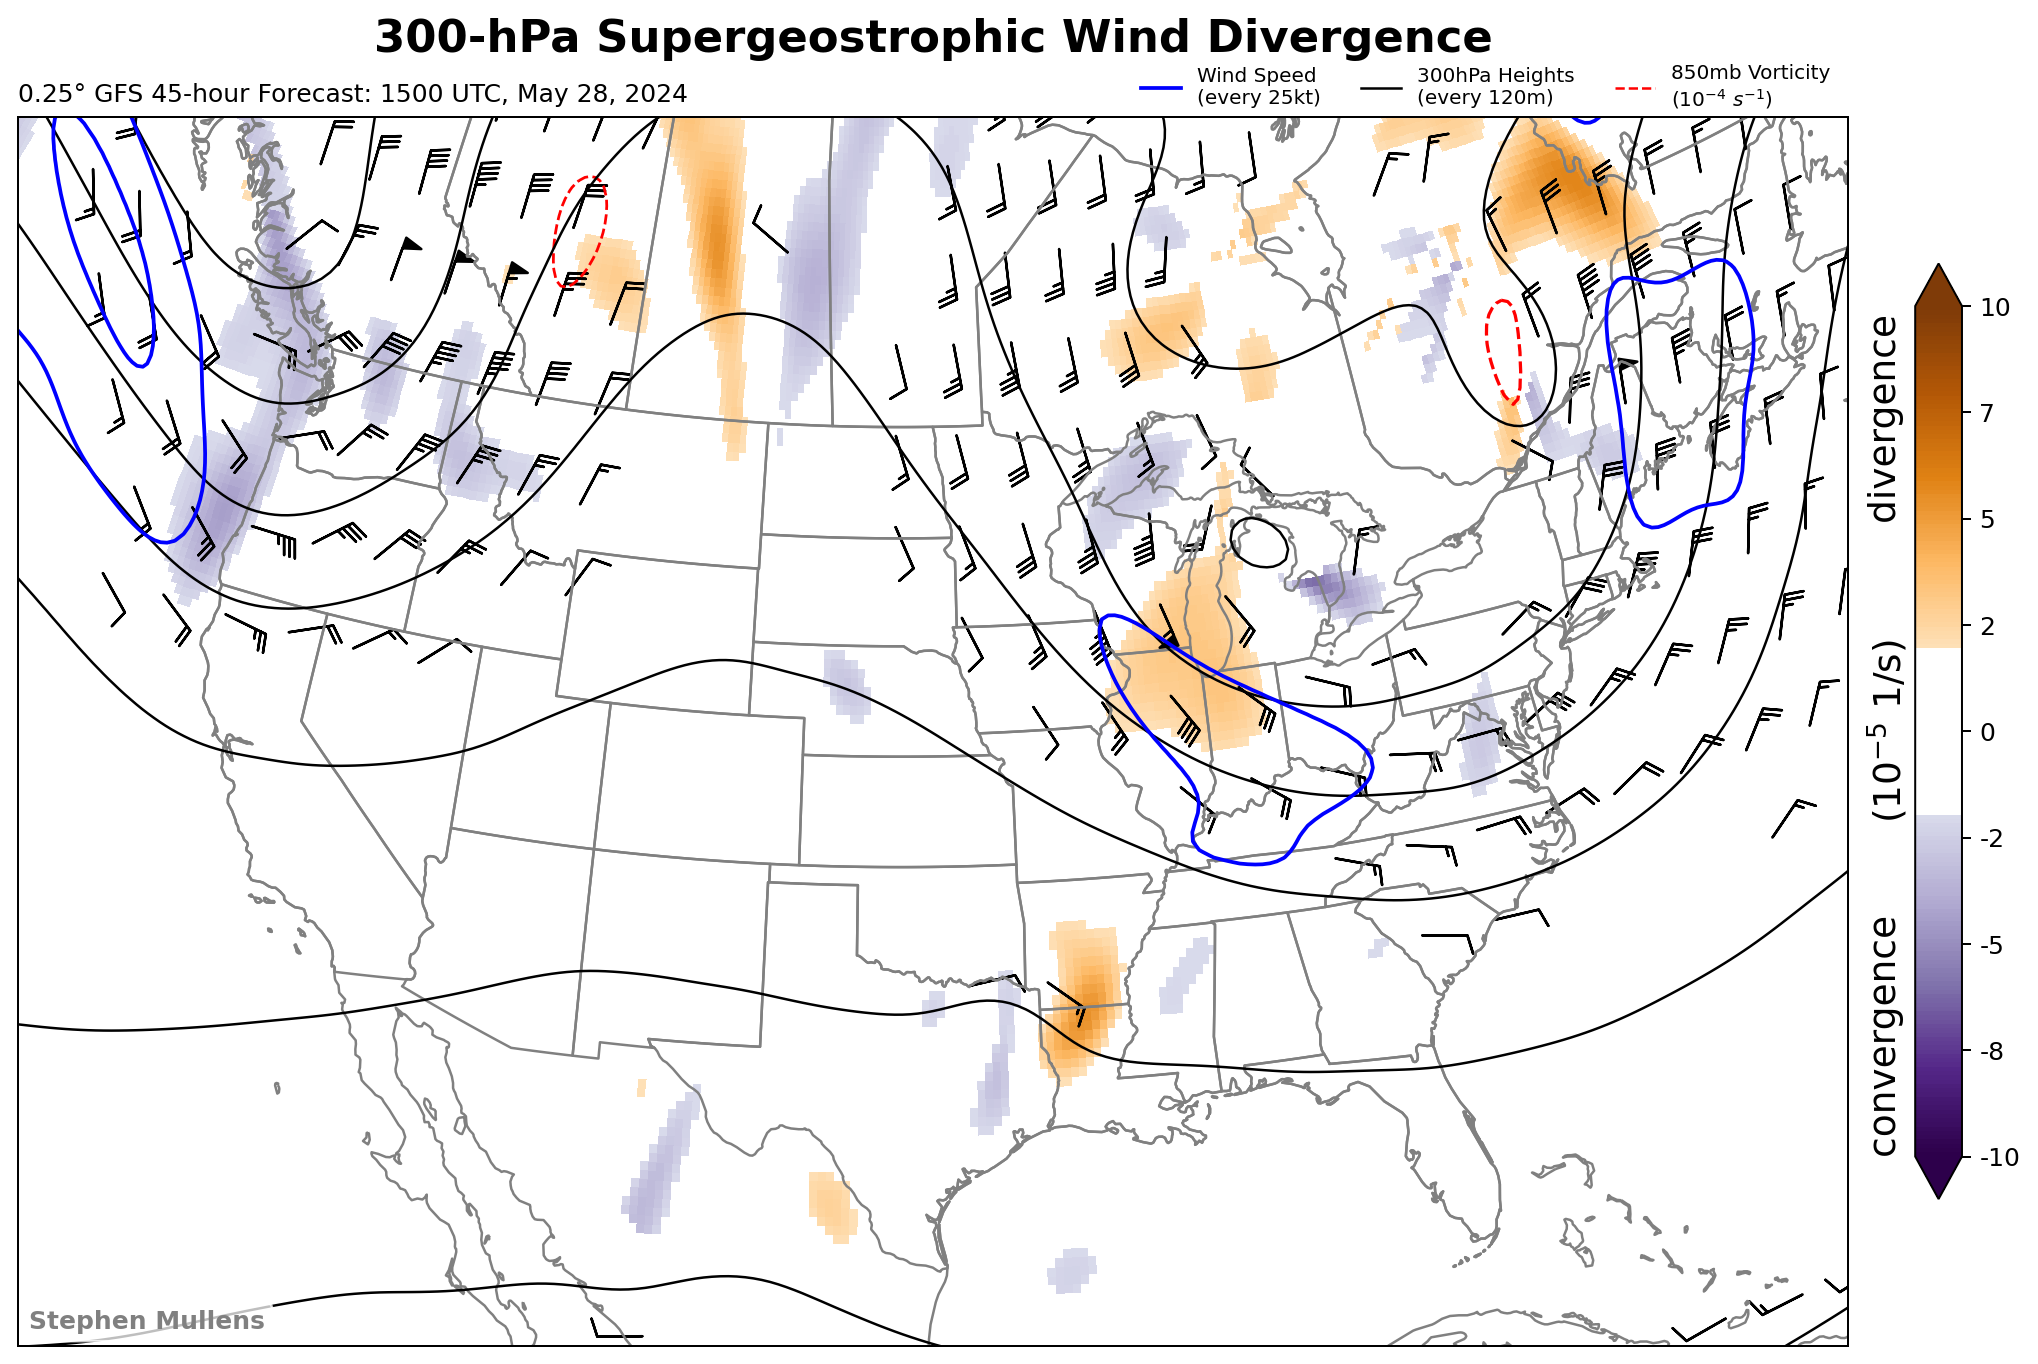 300-hPa Supergeostrophic Wind Divergence
0.25° GFS 45-hour Forecast: 1500 UTC, May 28, 2024
Wind Speed
(every 25kt)
300hPa Heights
(every 120m)
850mb Vorticity
(10⁻⁴ s⁻¹)
10
7
5
2
0
-2
-5
-8
-10
convergence (10⁻⁵ 1/s) divergence
Stephen Mullens